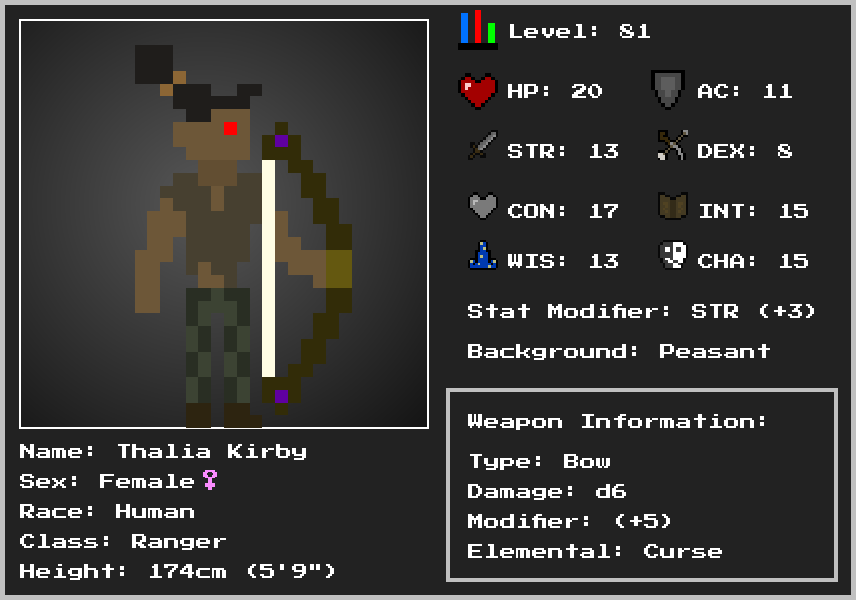 Level: 81
HP: 20 AC: 11
STR: 13 DEX: 8
CON: 17 INT: 15
WIS: 13 CHA: 15
Stat Modifier: STR (+3)
Background: Peasant
Name: Thalia Kirby
Sex: Female♀
Race: Human
Class: Ranger
Height: 174cm (5'9")
Weapon Information:
Type: Bow
Damage: d6
Modifier: (+5)
Elemental: Curse